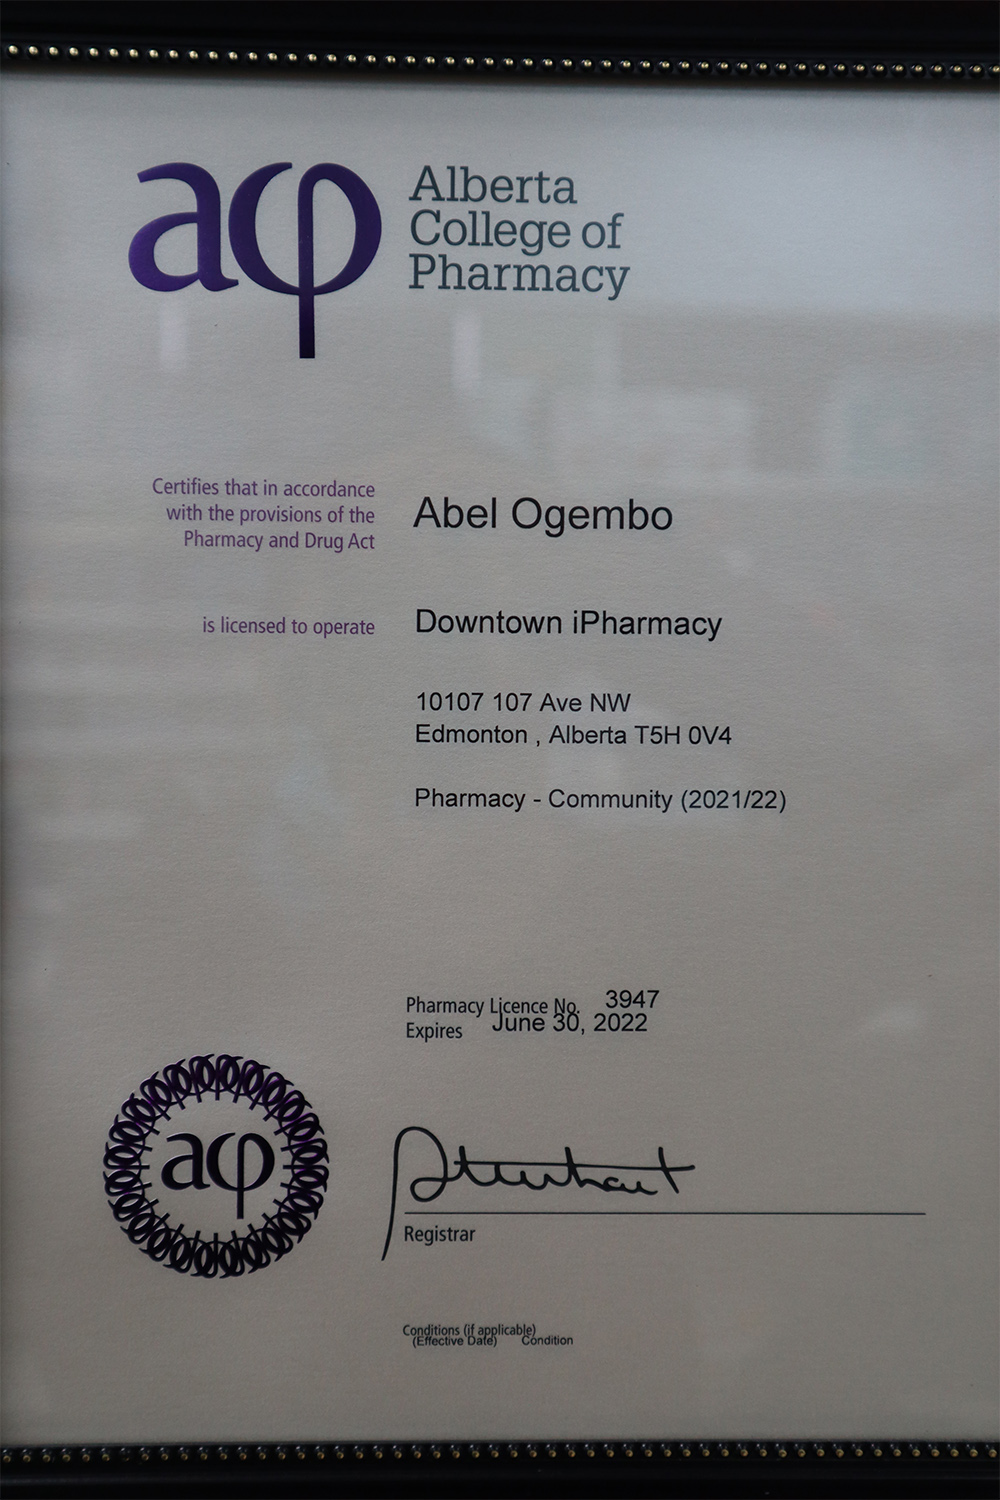 aφ
Alberta
College of
Pharmacy
Certifies that in accordance
with the provisions of the
Pharmacy and Drug Act
Abel Ogembo
is licensed to operate
Downtown iPharmacy
10107 107 Ave NW
Edmonton , Alberta T5H 0V4
Pharmacy - Community (2021/22)
Pharmacy Licence No. 3947
Expires June 30, 2022
aφ
Registrar
Conditions (if applicable)
(Effective Date) Condition